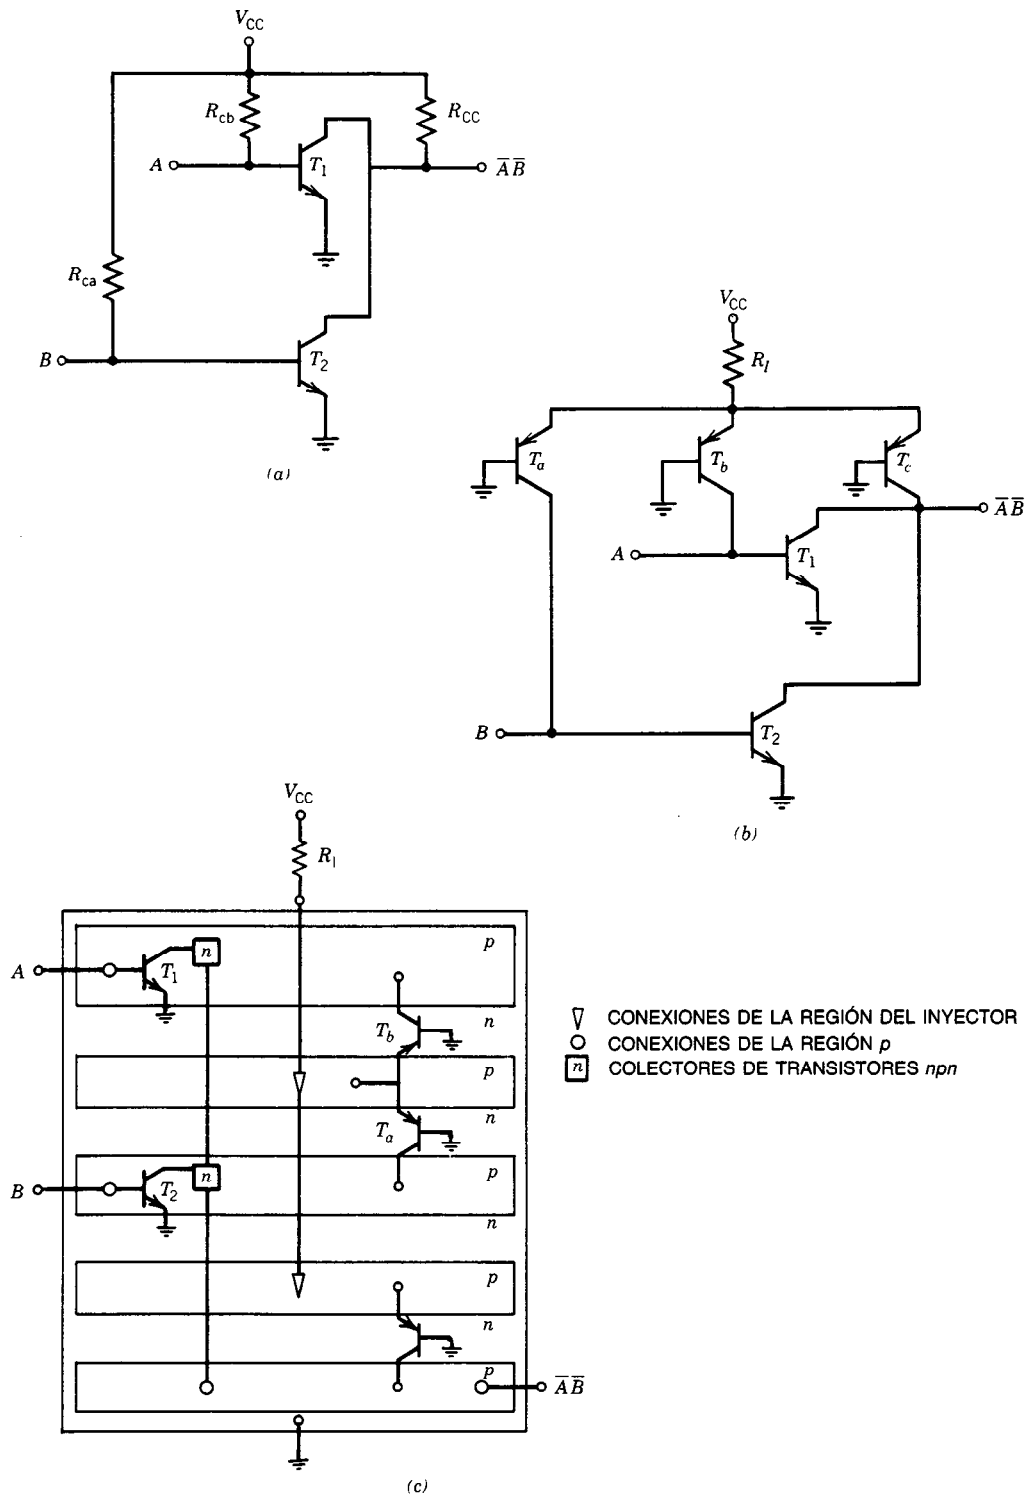 V_CC
R_cb
R_CC
A
T_1
A̅ B̅
R_ca
B
T_2
(a)
V_CC
R_I
T_a
T_b
T_c
A̅ B̅
A
T_1
B
T_2
(b)
V_CC
R_I
p
n
A
T_1
n
T_b
p
n
T_a
p
n
B
T_2
n
p
n
p
A̅ B̅
CONEXIONES DE LA REGIÓN DEL INYECTOR
CONEXIONES DE LA REGIÓN p
n COLECTORES DE TRANSISTORES npn
(c)